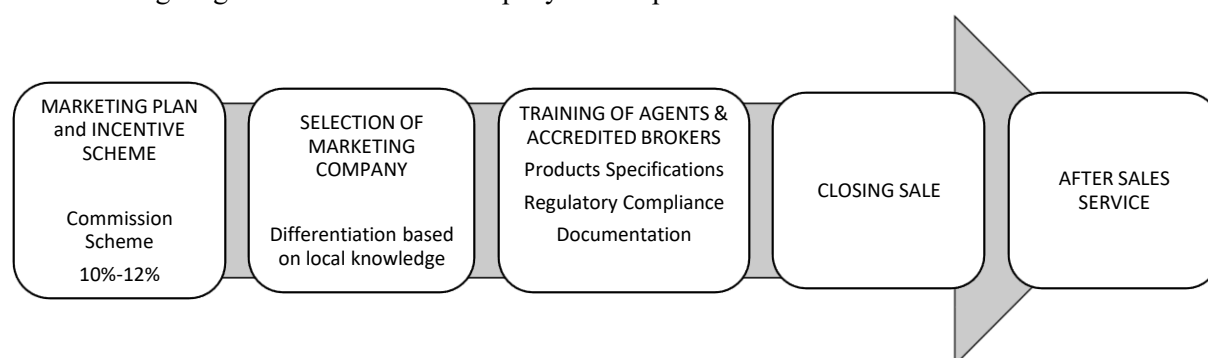 MARKETING PLAN
and INCENTIVE
SCHEME
Commission
Scheme
10%-12%
SELECTION OF
MARKETING
COMPANY
Differentiation based
on local knowledge
TRAINING OF AGENTS &
ACCREDITED BROKERS
Products Specifications
Regulatory Compliance
Documentation
CLOSING SALE
AFTER SALES
SERVICE